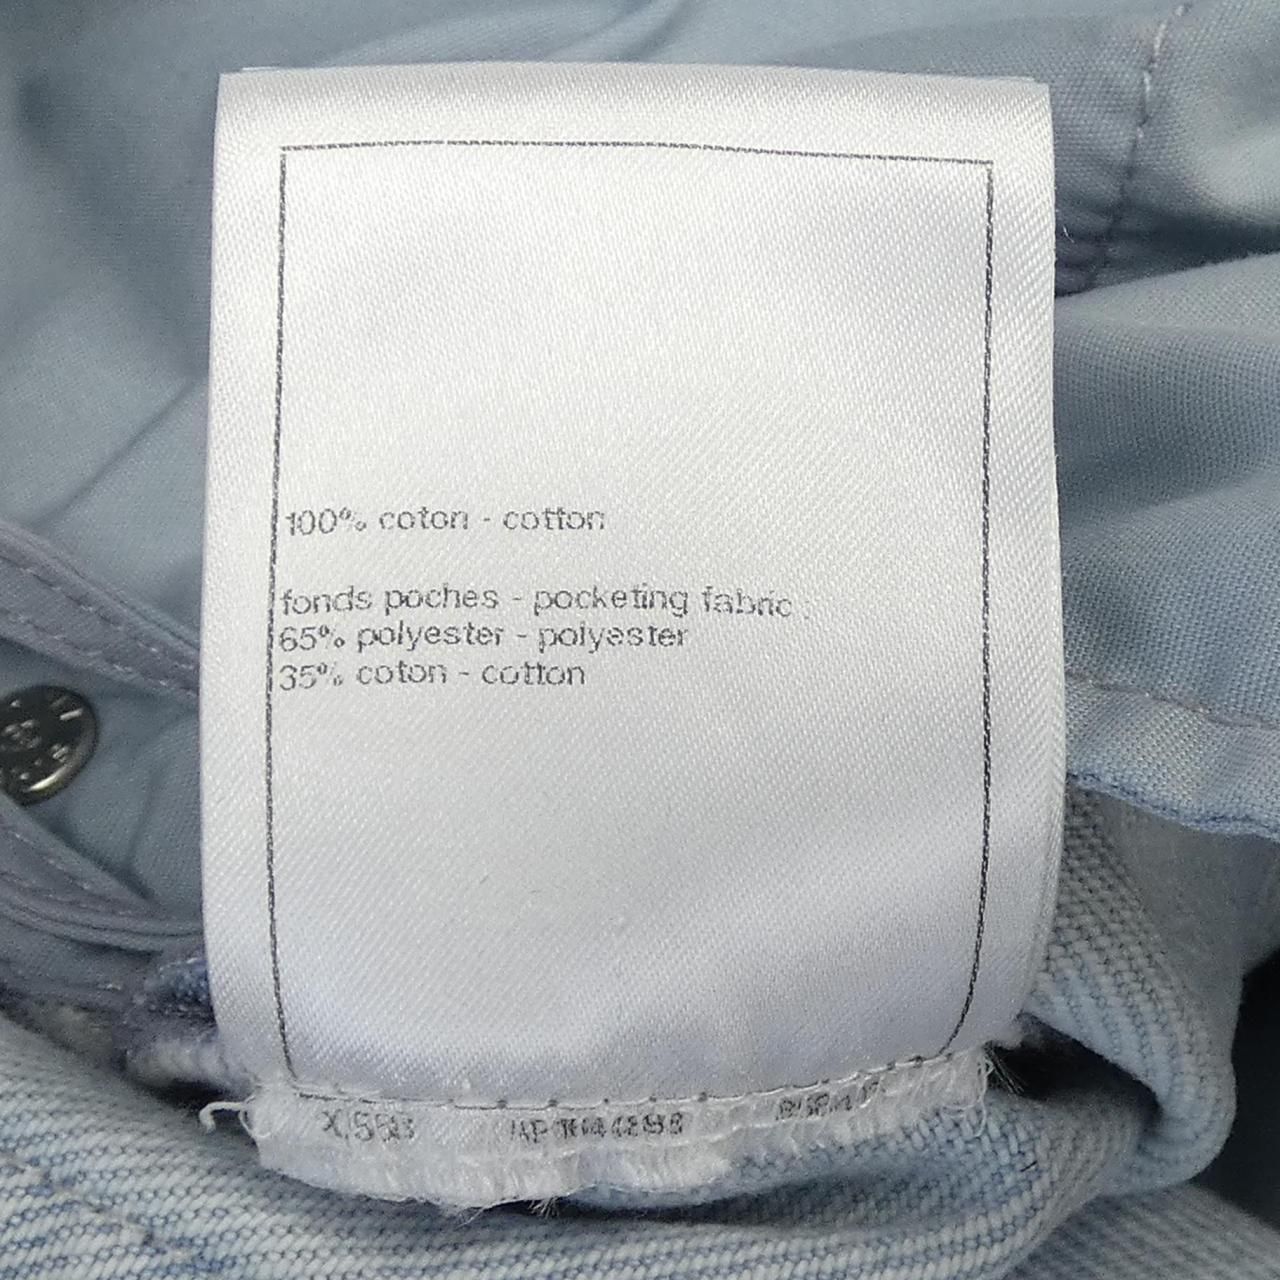 100% coton - cotton
fonds poches - pocketing fabric :
65% polyester - polyester
35% coton - cotton